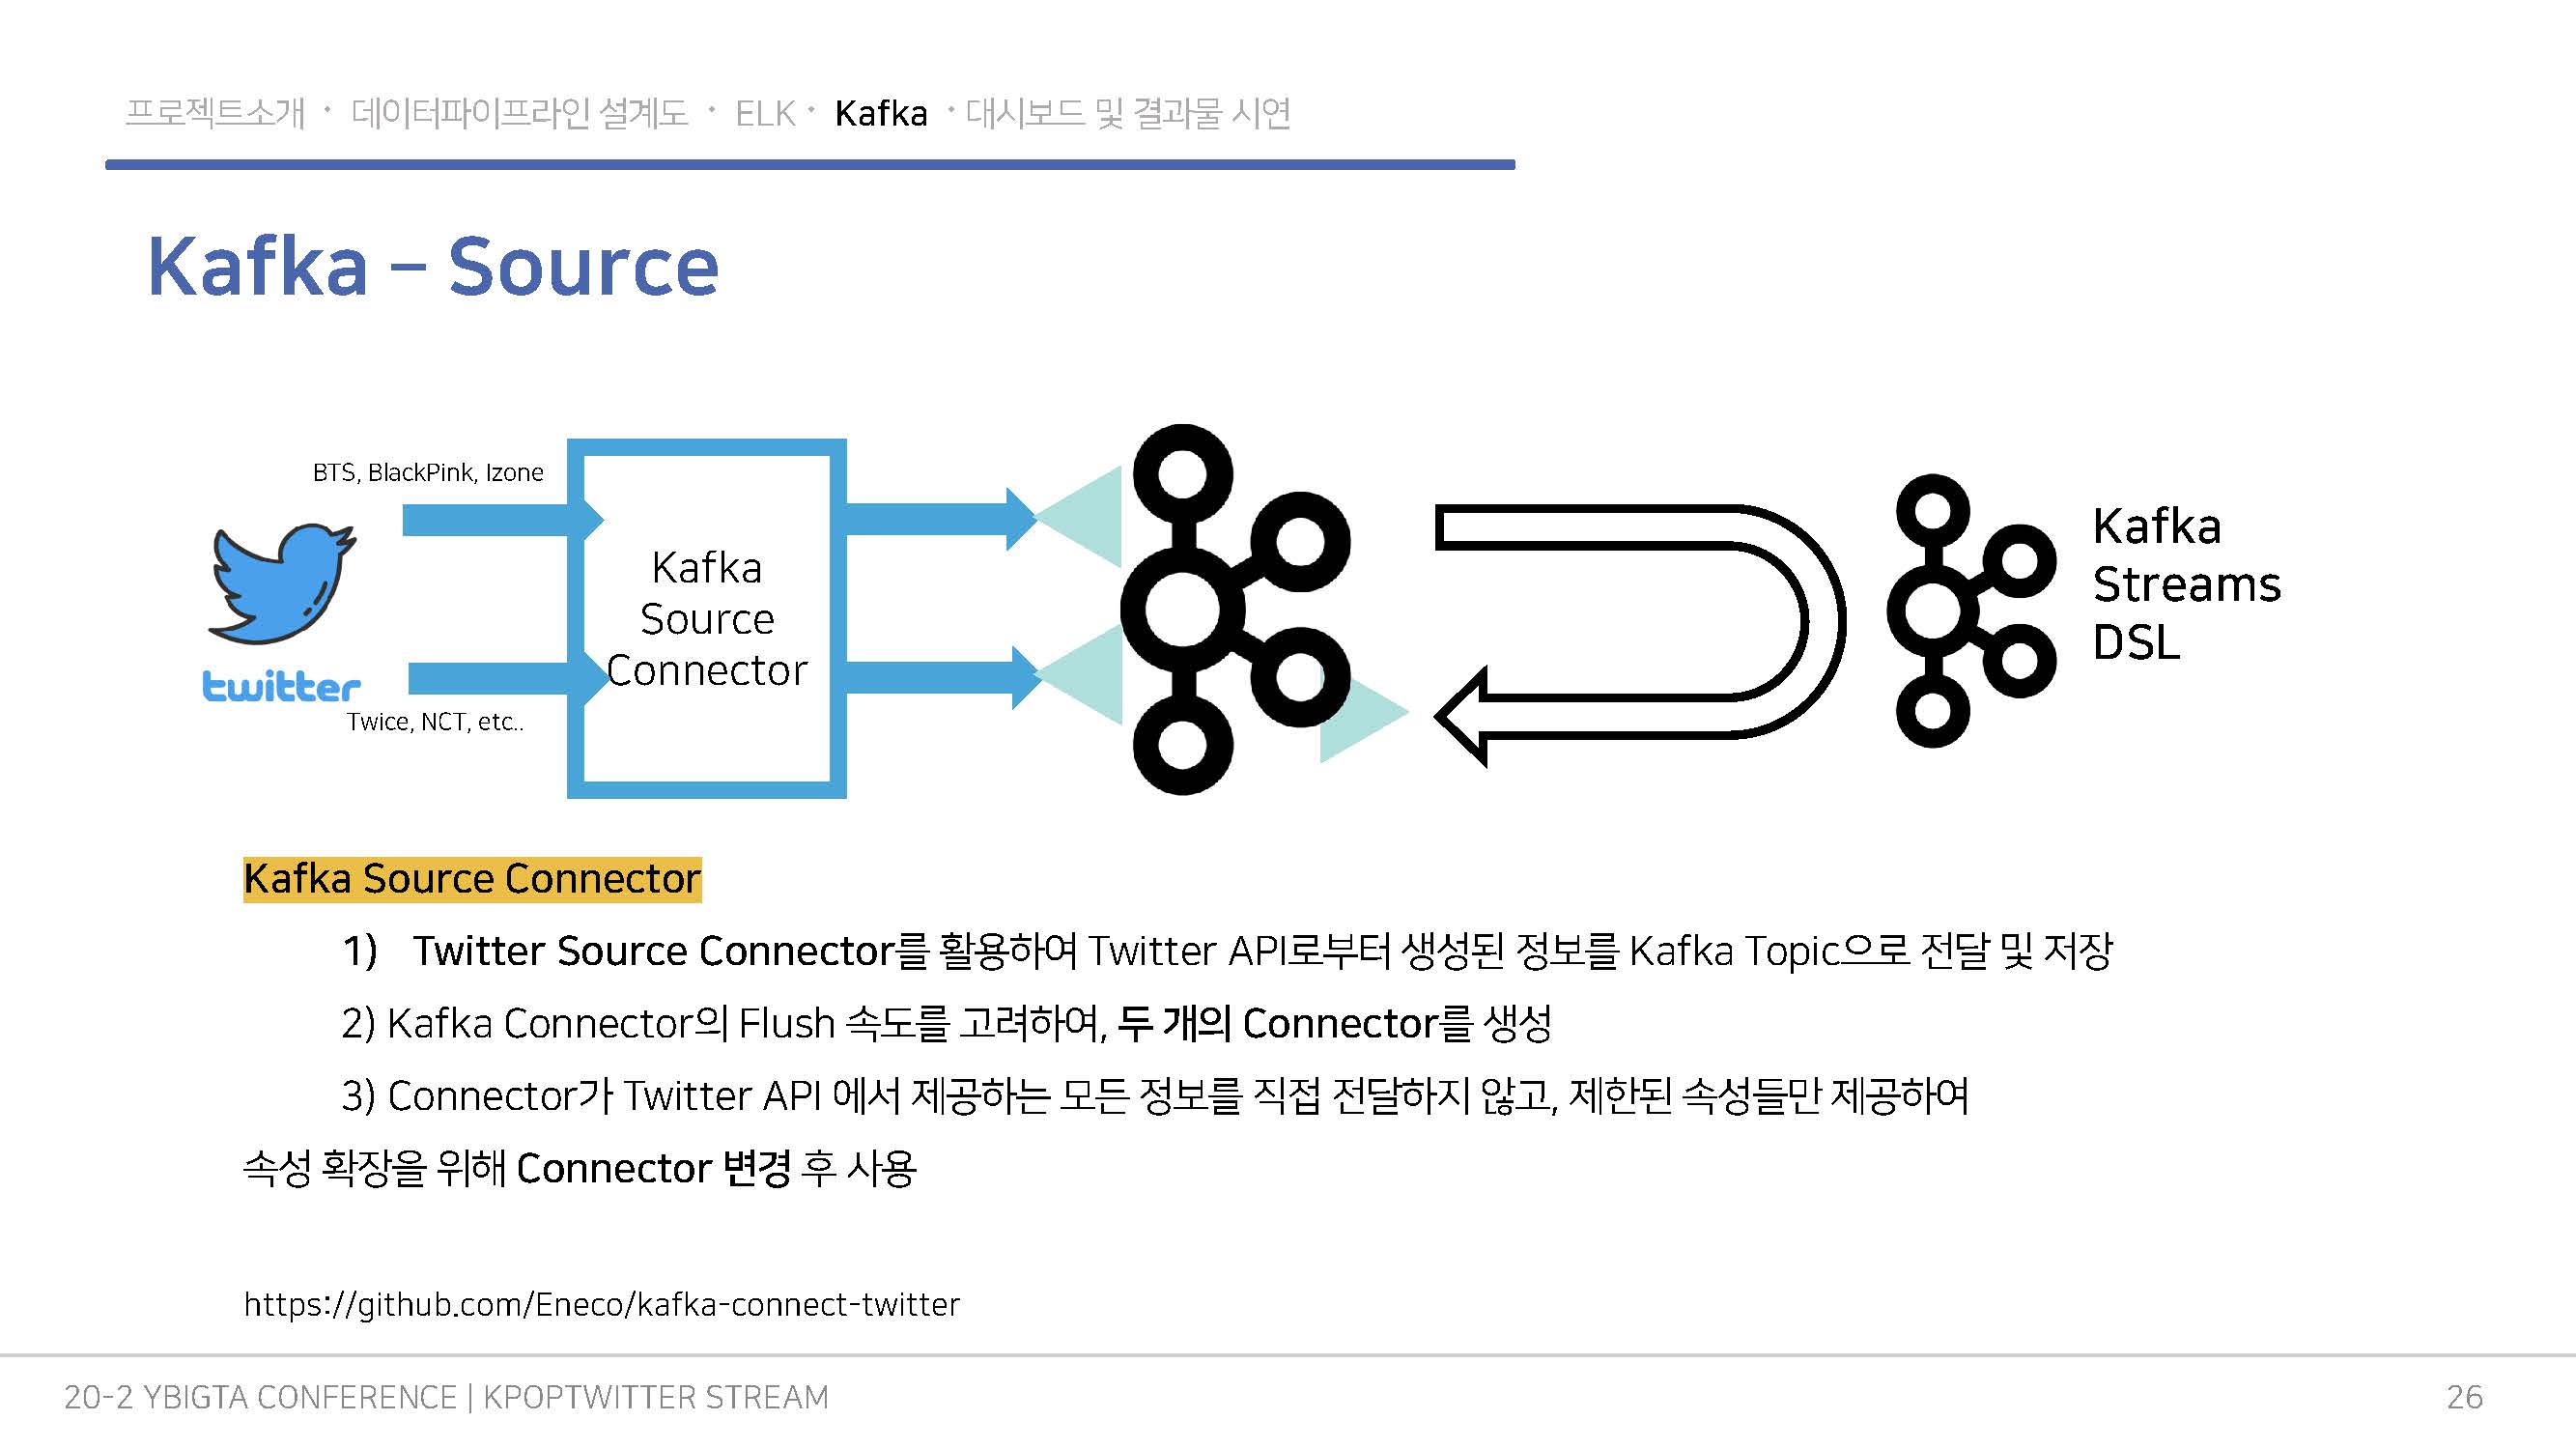 프로젝트소개 · 데이터파이프라인 설계도 · ELK · Kafka · 대시보드 및 결과물 시연
Kafka – Source
BTS, BlackPink, Izone
twitter
Twice, NCT, etc..
Kafka
Source
Connector
Kafka
Streams
DSL
Kafka Source Connector
1) Twitter Source Connector를 활용하여 Twitter API로부터 생성된 정보를 Kafka Topic으로 전달 및 저장
2) Kafka Connector의 Flush 속도를 고려하여, 두 개의 Connector를 생성
3) Connector가 Twitter API 에서 제공하는 모든 정보를 직접 전달하지 않고, 제한된 속성들만 제공하여
속성 확장을 위해 Connector 변경 후 사용
https://github.com/Eneco/kafka-connect-twitter
20-2 YBIGTA CONFERENCE | KPOPTWITTER STREAM
26